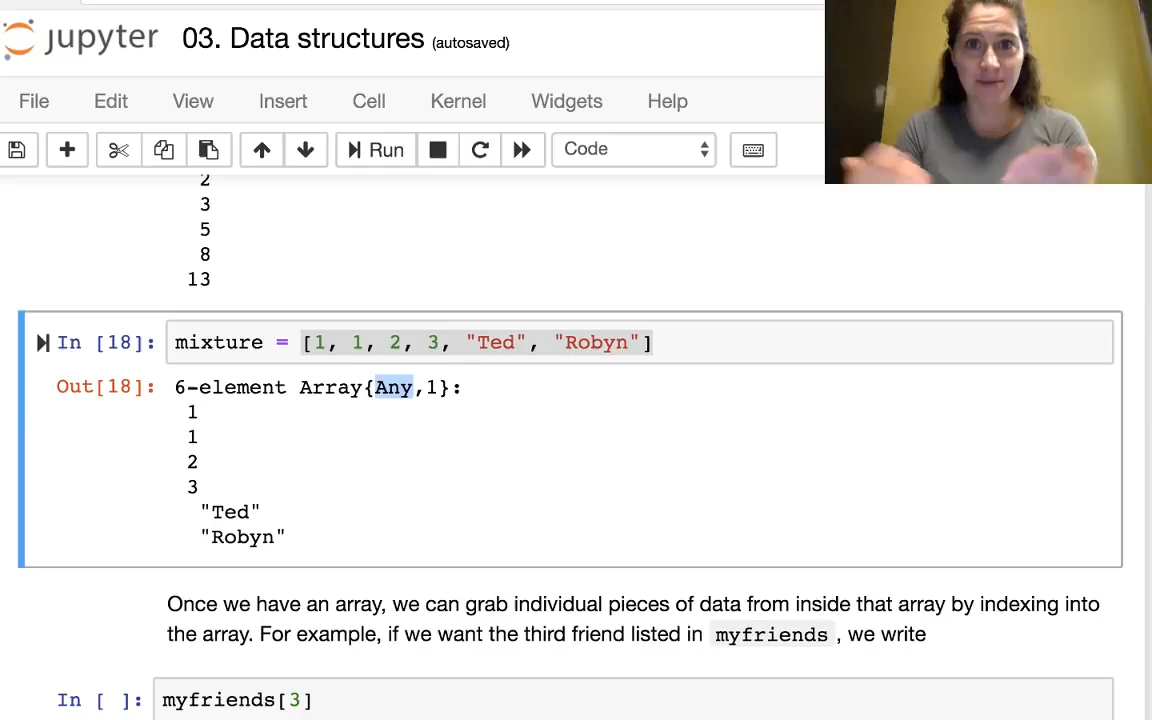 jupyter 03. Data structures (autosaved)
File Edit View Insert Cell Kernel Widgets Help
Run Code
2
3
5
8
13
In [18]: mixture = [1, 1, 2, 3, "Ted", "Robyn"]
Out[18]: 6-element Array{Any,1}:
1
1
2
3
"Ted"
"Robyn"
Once we have an array, we can grab individual pieces of data from inside that array by indexing into
the array. For example, if we want the third friend listed in myfriends , we write
In [ ]: myfriends[3]